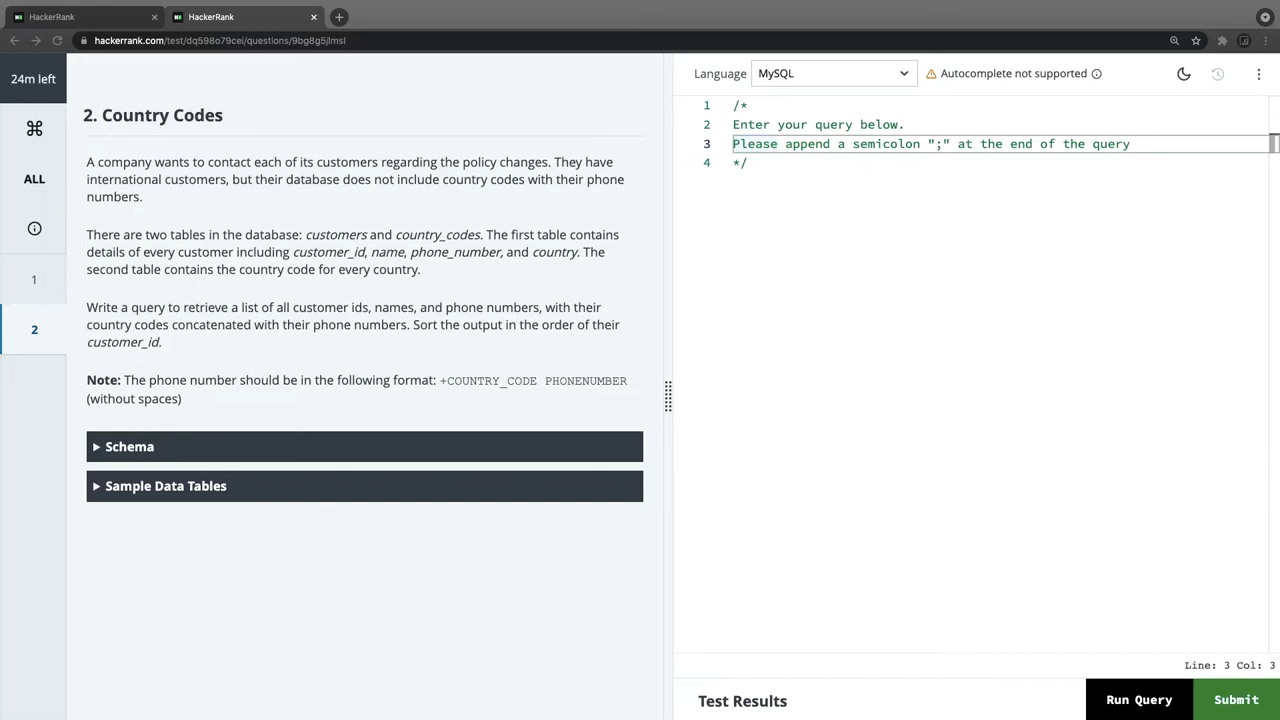 HackerRank
HackerRank
hackerrank.com/test/dq598o79cei/questions/9bg8g5jlmsl
24m left
ALL
1
2
2. Country Codes
A company wants to contact each of its customers regarding the policy changes. They have
international customers, but their database does not include country codes with their phone
numbers.
There are two tables in the database: customers and country_codes. The first table contains
details of every customer including customer_id, name, phone_number, and country. The
second table contains the country code for every country.
Write a query to retrieve a list of all customer ids, names, and phone numbers, with their
country codes concatenated with their phone numbers. Sort the output in the order of their
customer_id.
Note: The phone number should be in the following format: +COUNTRY_CODE PHONENUMBER
(without spaces)
Schema
Sample Data Tables
Language MySQL Autocomplete not supported
1 /*
2 Enter your query below.
3 Please append a semicolon ";" at the end of the query
4 */
Line: 3 Col: 3
Test Results Run Query Submit